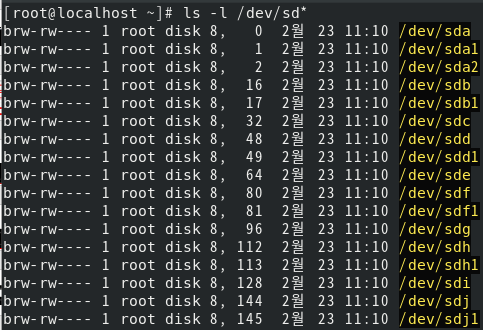 [root@localhost ~]# ls -l /dev/sd*
brw-rw---- 1 root disk 8,   0  2월  23 11:10 /dev/sda
brw-rw---- 1 root disk 8,   1  2월  23 11:10 /dev/sda1
brw-rw---- 1 root disk 8,   2  2월  23 11:10 /dev/sda2
brw-rw---- 1 root disk 8,  16  2월  23 11:10 /dev/sdb
brw-rw---- 1 root disk 8,  17  2월  23 11:10 /dev/sdb1
brw-rw---- 1 root disk 8,  32  2월  23 11:10 /dev/sdc
brw-rw---- 1 root disk 8,  48  2월  23 11:10 /dev/sdd
brw-rw---- 1 root disk 8,  49  2월  23 11:10 /dev/sdd1
brw-rw---- 1 root disk 8,  64  2월  23 11:10 /dev/sde
brw-rw---- 1 root disk 8,  80  2월  23 11:10 /dev/sdf
brw-rw---- 1 root disk 8,  81  2월  23 11:10 /dev/sdf1
brw-rw---- 1 root disk 8,  96  2월  23 11:10 /dev/sdg
brw-rw---- 1 root disk 8, 112  2월  23 11:10 /dev/sdh
brw-rw---- 1 root disk 8, 113  2월  23 11:10 /dev/sdh1
brw-rw---- 1 root disk 8, 128  2월  23 11:10 /dev/sdi
brw-rw---- 1 root disk 8, 144  2월  23 11:10 /dev/sdj
brw-rw---- 1 root disk 8, 145  2월  23 11:10 /dev/sdj1